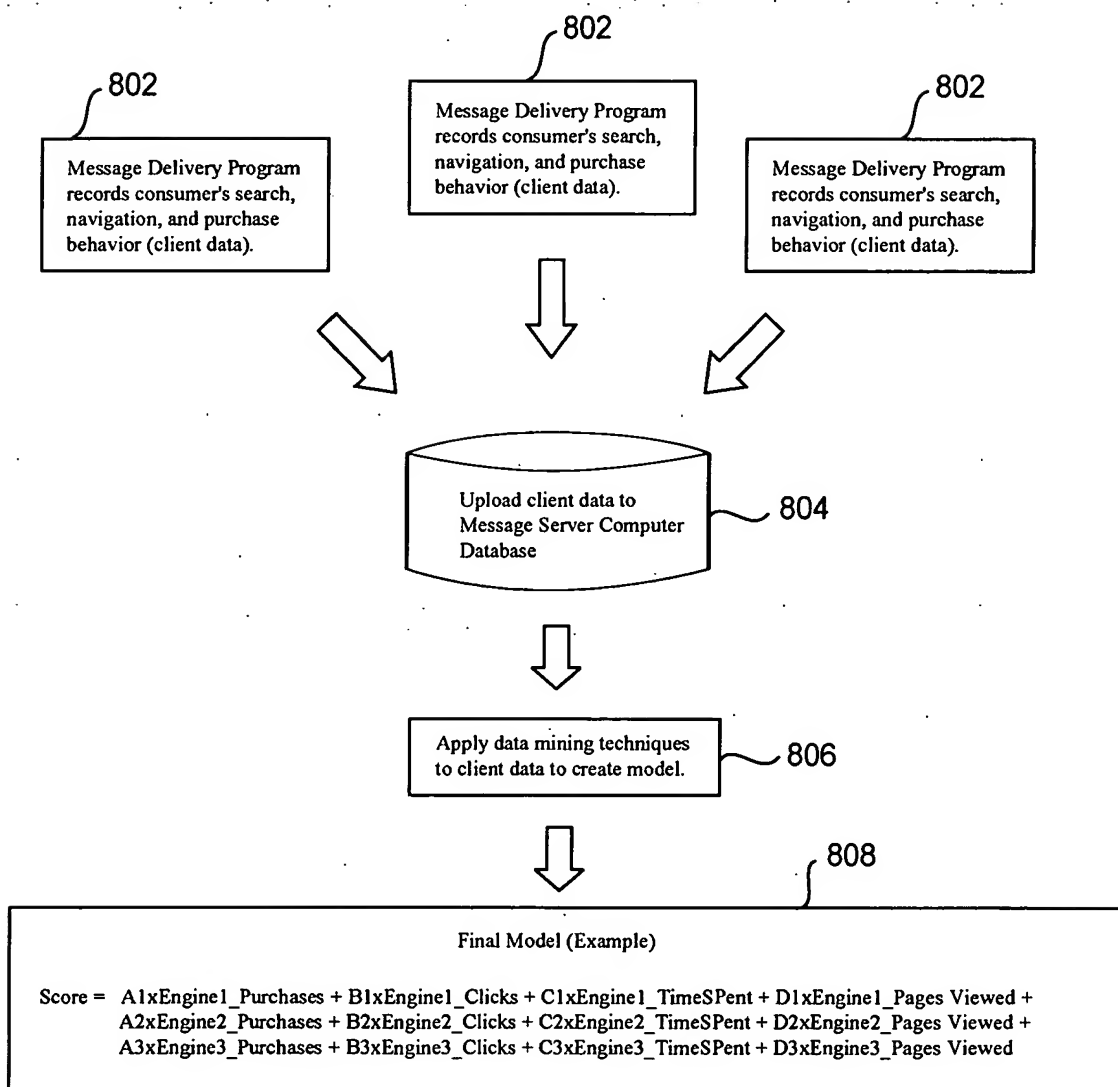 802
802
802
Message Delivery Program
records consumer's search,
navigation, and purchase
behavior (client data).
Message Delivery Program
records consumer's search,
navigation, and purchase
behavior (client data).
Message Delivery Program
records consumer's search,
navigation, and purchase
behavior (client data).
Upload client data to
Message Server Computer
Database
804
Apply data mining techniques
to client data to create model.
806
808
Final Model (Example)
Score = A1xEngine1_Purchases + B1xEngine1_Clicks + C1xEngine1_TimeSPent + D1xEngine1_Pages Viewed +
A2xEngine2_Purchases + B2xEngine2_Clicks + C2xEngine2_TimeSPent + D2xEngine2_Pages Viewed +
A3xEngine3_Purchases + B3xEngine3_Clicks + C3xEngine3_TimeSPent + D3xEngine3_Pages Viewed